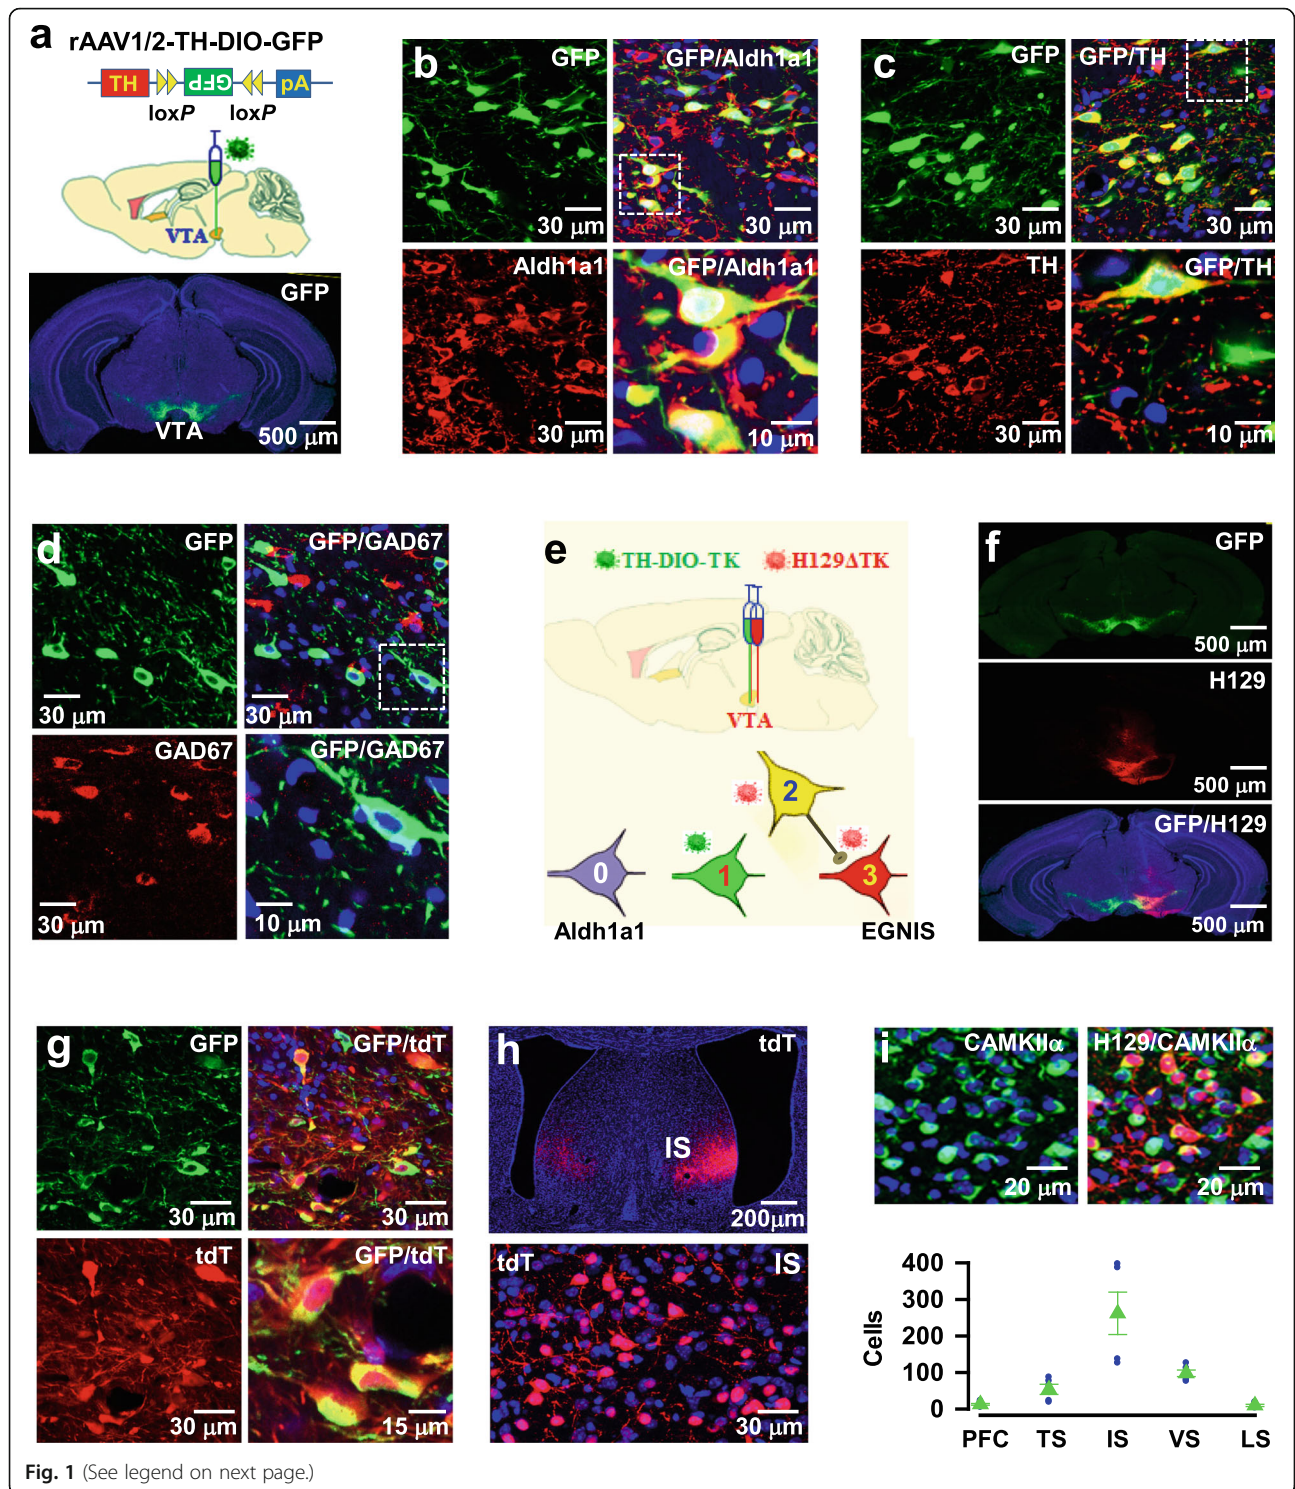 a
rAAV1/2-TH-DIO-GFP
TH GFP pA
loxP loxP
VTA
GFP
VTA
500 µm
b
GFP
30 µm
GFP/Aldh1a1
30 µm
Aldh1a1
30 µm
GFP/Aldh1a1
10 µm
c
GFP
30 µm
GFP/TH
30 µm
TH
30 µm
GFP/TH
10 µm
d
GFP
30 µm
GFP/GAD67
30 µm
GAD67
30 µm
GFP/GAD67
10 µm
e
TH-DIO-TK H129ΔTK
VTA
2
0 1 3
Aldh1a1 EGNIS
f
GFP
500 µm
H129
500 µm
GFP/H129
500 µm
g
GFP
30 µm
GFP/tdT
30 µm
tdT
30 µm
GFP/tdT
15 µm
h
tdT
IS
200µm
tdT IS
30 µm
i
CAMKIIα
20 µm
H129/CAMKIIα
20 µm
Cells
400
300
200
100
0
PFC TS IS VS LS
Fig. 1 (See legend on next page.)